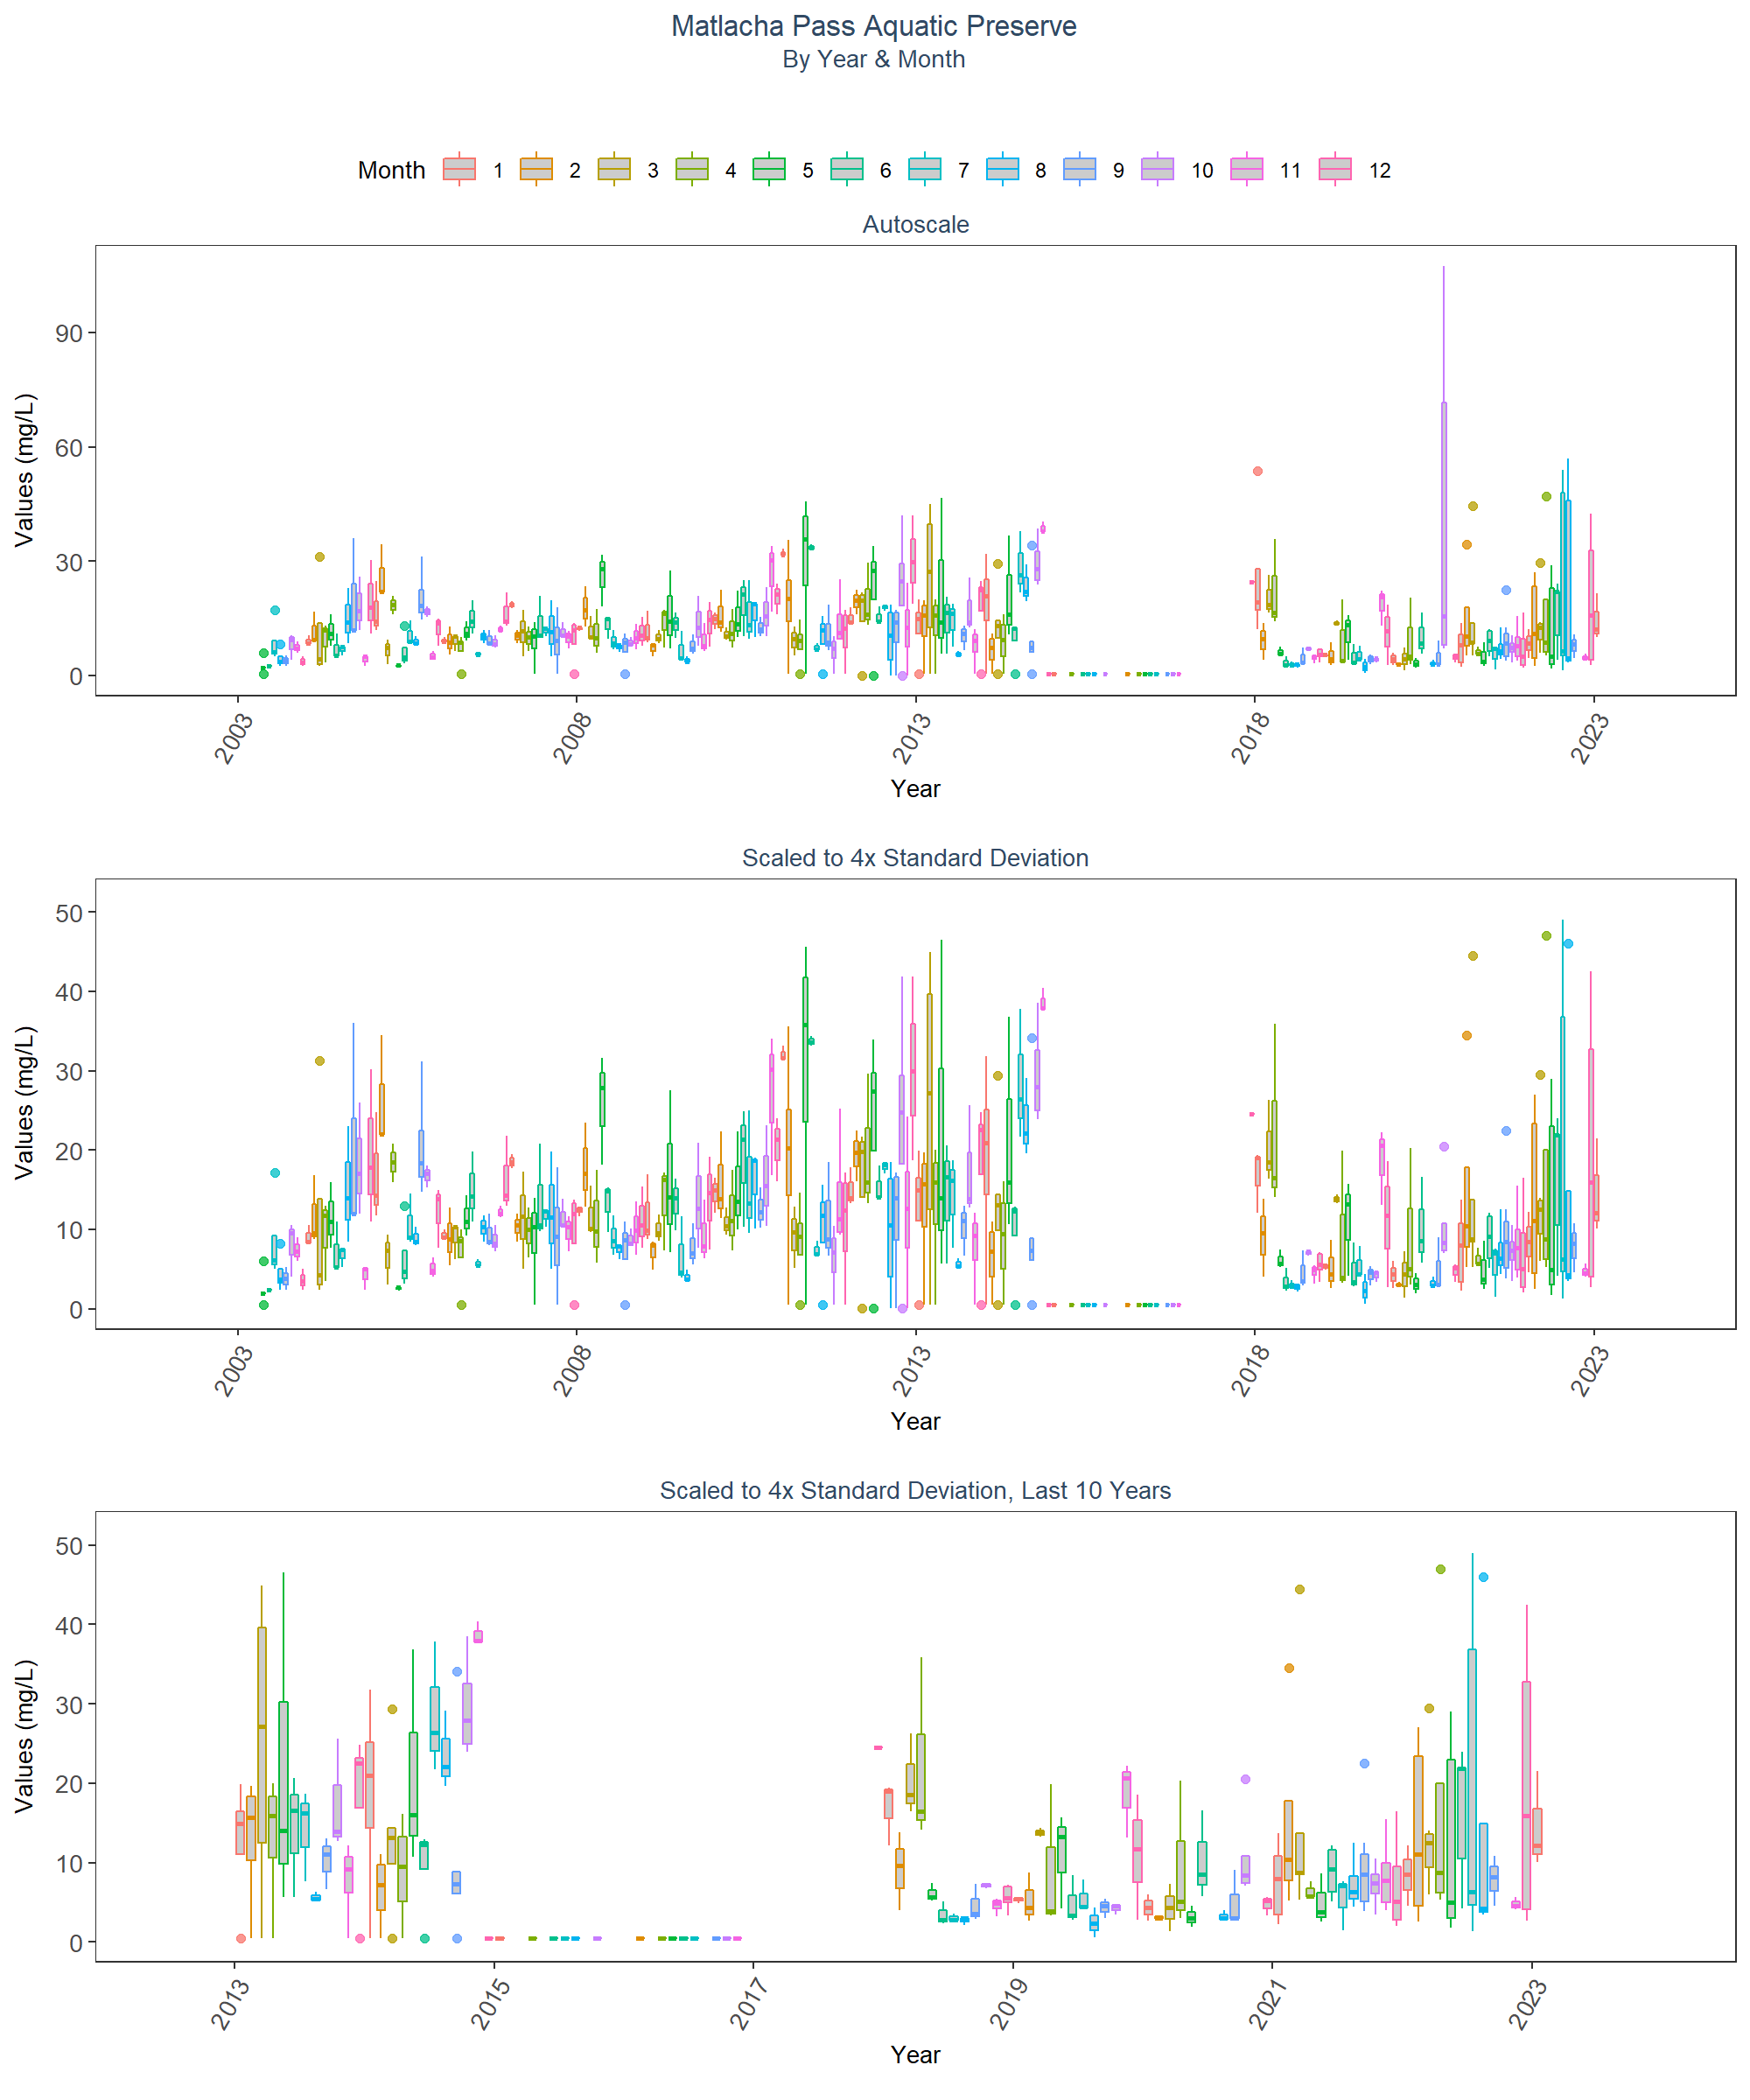 Matlacha Pass Aquatic Preserve
By Year & Month
Month 1 2 3 4 5 6 7 8 9 10 11 12
Autoscale
Values (mg/L)
90
60
30
0
2003 2008 2013 2018 2023
Year
Scaled to 4x Standard Deviation
Values (mg/L)
50
40
30
20
10
0
2003 2008 2013 2018 2023
Year
Scaled to 4x Standard Deviation, Last 10 Years
Values (mg/L)
50
40
30
20
10
0
2013 2015 2017 2019 2021 2023
Year